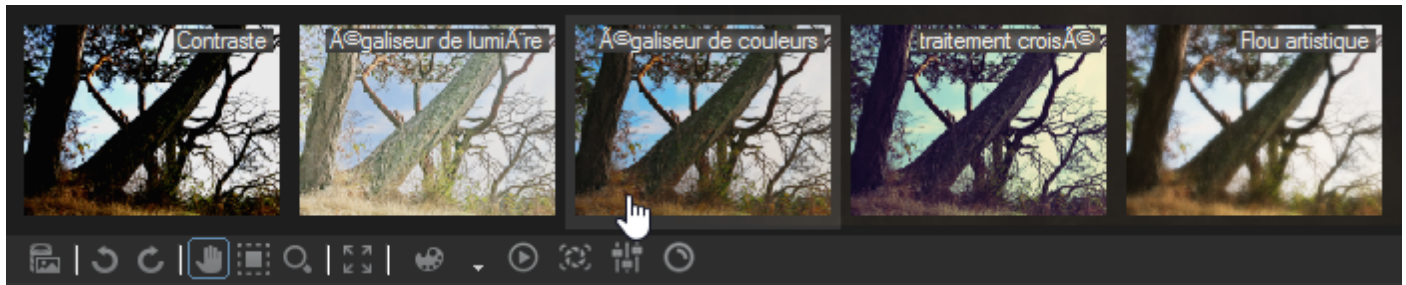 Contraste
Ã©galiseur de lumiÃ¨re
Ã©galiseur de couleurs
traitement croisÃ©
Flou artistique